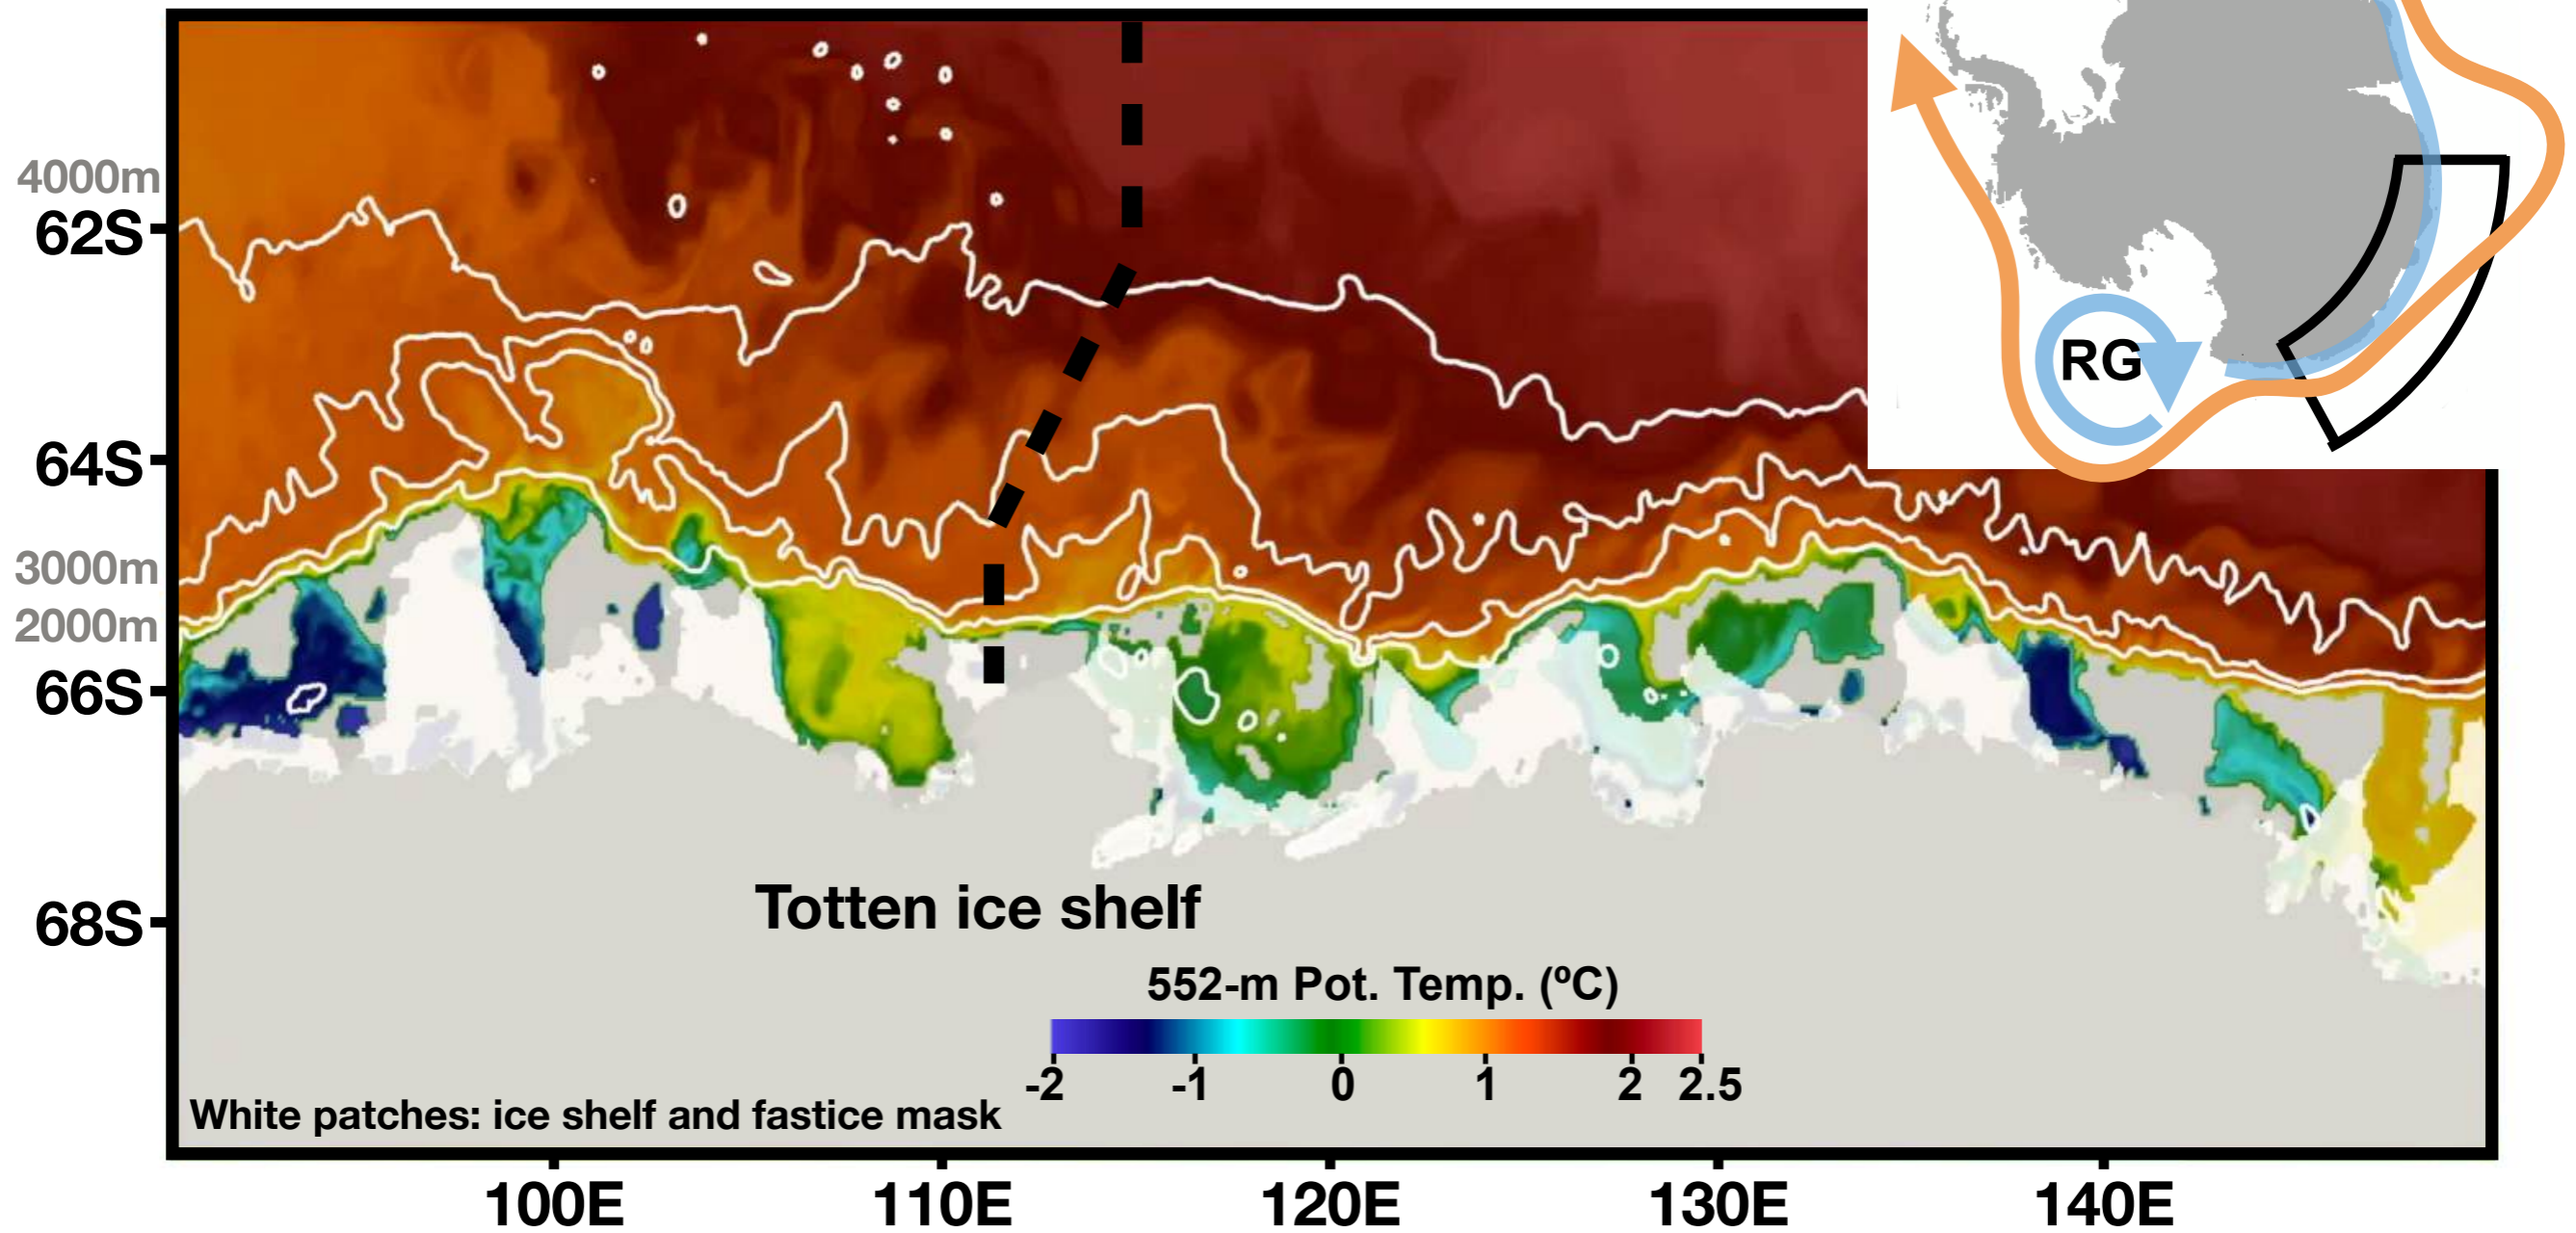 RG
4000m
62S
64S
3000m
2000m
66S
68S
Totten ice shelf
552-m Pot. Temp. (ºC)
-2 -1 0 1 2 2.5
White patches: ice shelf and fastice mask
100E 110E 120E 130E 140E